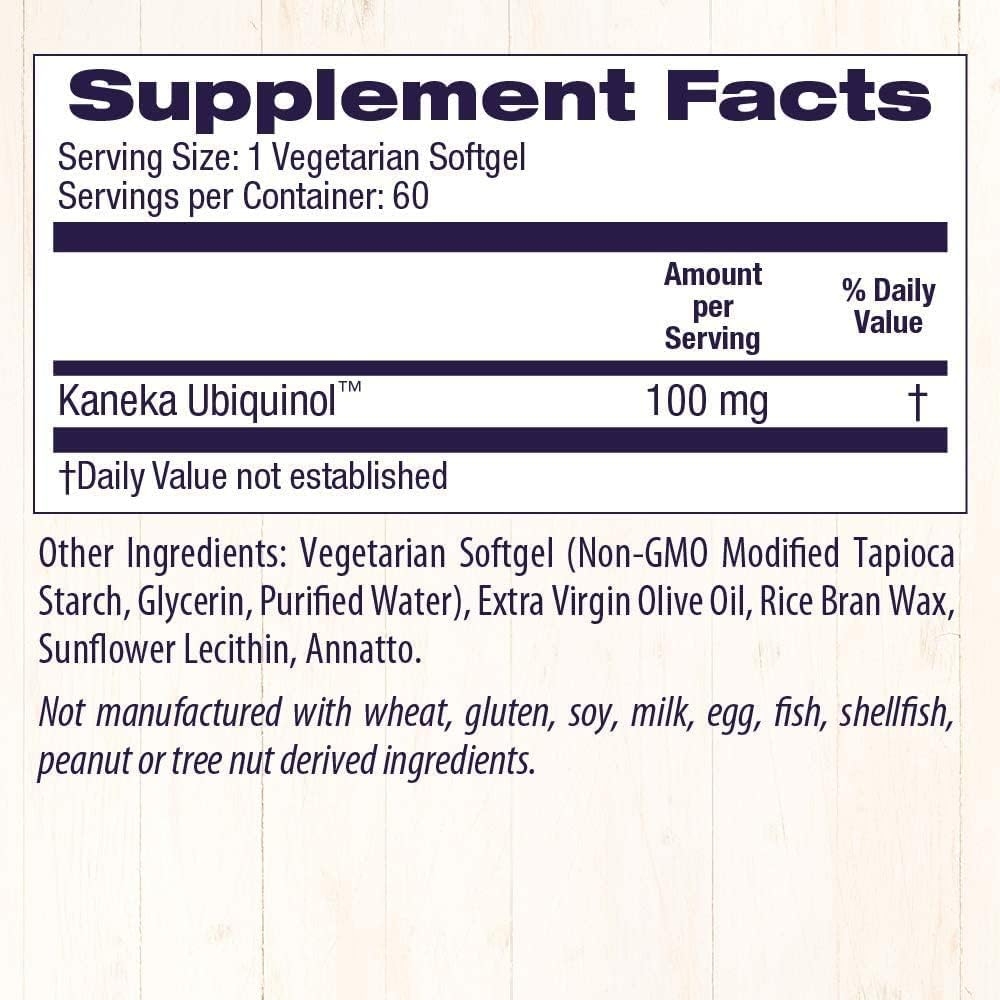 Supplement Facts
Serving Size: 1 Vegetarian Softgel
Servings per Container: 60
Amount
per
Serving
% Daily
Value
Kaneka Ubiquinol™ 100 mg †
†Daily Value not established
Other Ingredients: Vegetarian Softgel (Non-GMO Modified Tapioca
Starch, Glycerin, Purified Water), Extra Virgin Olive Oil, Rice Bran Wax,
Sunflower Lecithin, Annatto.
Not manufactured with wheat, gluten, soy, milk, egg, fish, shellfish,
peanut or tree nut derived ingredients.